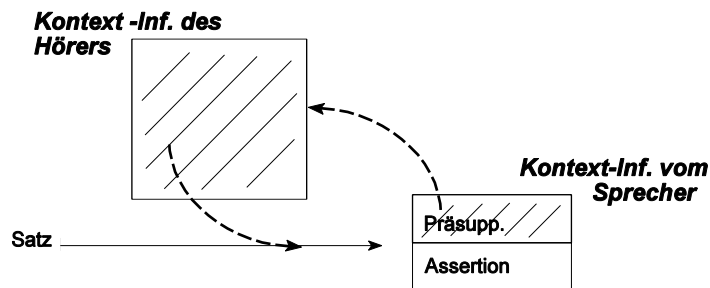 Kontext -Inf. des
Hörers
Kontext-Inf. vom
Sprecher
Präsupp.
Satz
Assertion